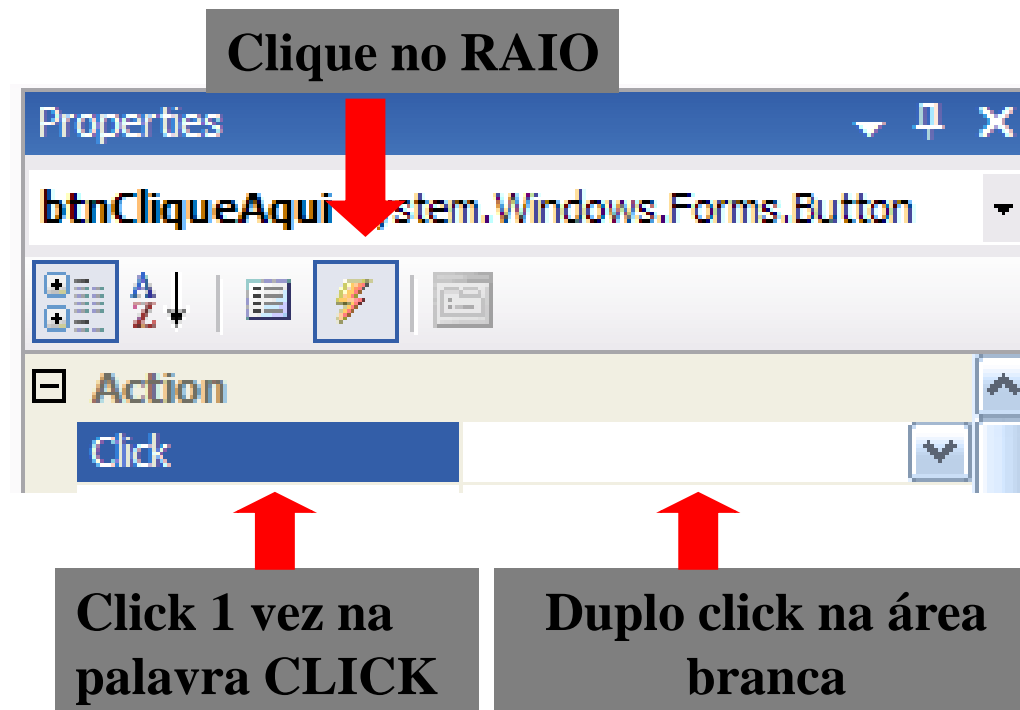 Clique no RAIO
Properties
btnCliqueAqui System.Windows.Forms.Button
A
Z
Action
Click
Click 1 vez na
palavra CLICK
Duplo click na área
branca